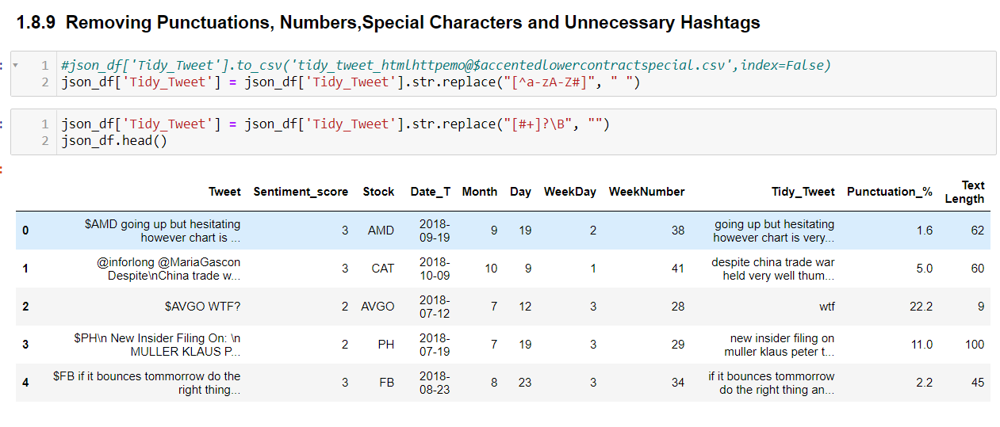 1.8.9 Removing Punctuations, Numbers,Special Characters and Unnecessary Hashtags
1 #json_df['Tidy_Tweet'].to_csv('tidy_tweet_htmlhttpemo@$accentedlowercontractspecial.csv',index=False)
2 json_df['Tidy_Tweet'] = json_df['Tidy_Tweet'].str.replace("[^a-zA-Z#]", " ")
1 json_df['Tidy_Tweet'] = json_df['Tidy_Tweet'].str.replace("[#+]?\B", "")
2 json_df.head()
Text
Tweet Sentiment_score Stock Date_T Month Day WeekDay WeekNumber Tidy_Tweet Punctuation_%
Length
$AMD going up but hesitating 2018- going up but hesitating
0 3 AMD 9 19 2 38 1.6 62
however chart is ... 09-19 however chart is very...
@inforlong @MariaGascon 2018- despite china trade war
1 3 CAT 10 9 1 41 5.0 60
Despite\nChina trade w... 10-09 held very well thum...
2018-
2 $AVGO WTF? 2 AVGO 7 12 3 28 wtf 22.2 9
07-12
$PH\n New Insider Filing On: \n 2018- new insider filing on
3 2 PH 7 19 3 29 11.0 100
MULLER KLAUS P... 07-19 muller klaus peter t...
$FB if it bounces tommorrow do the 2018- if it bounces tommorrow
4 3 FB 8 23 3 34 2.2 45
right thing... 08-23 do the right thing an...